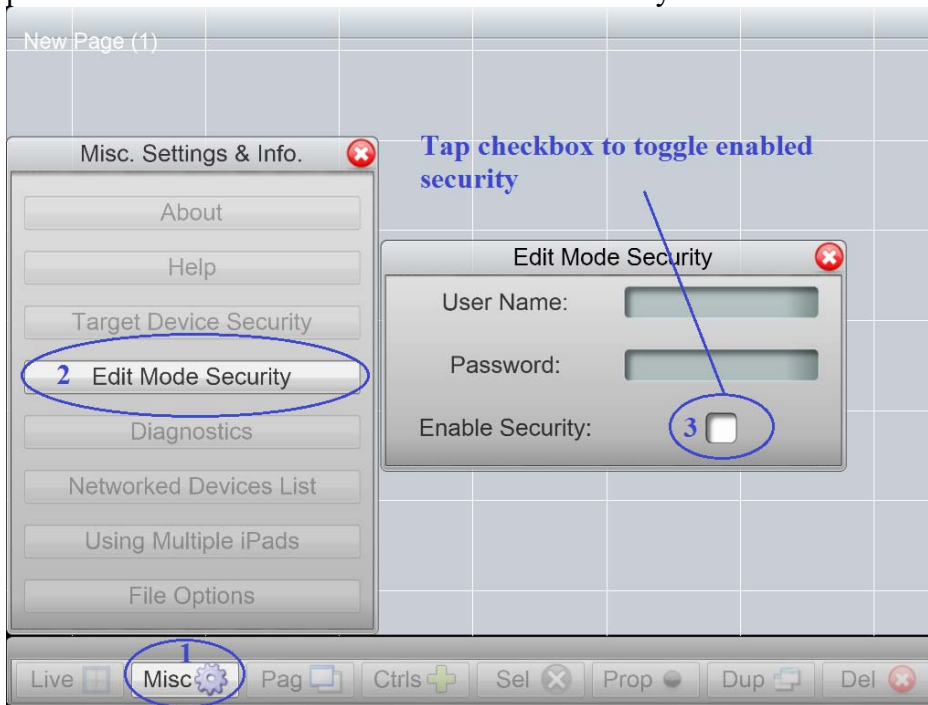 New Page (1)
Misc. Settings & Info.
About
Help
Target Device Security
2 Edit Mode Security
Diagnostics
Networked Devices List
Using Multiple iPads
File Options
Tap checkbox to toggle enabled
security
Edit Mode Security
User Name:
Password:
Enable Security: 3
1
Live Misc Pag Ctrls Sel Prop Dup Del